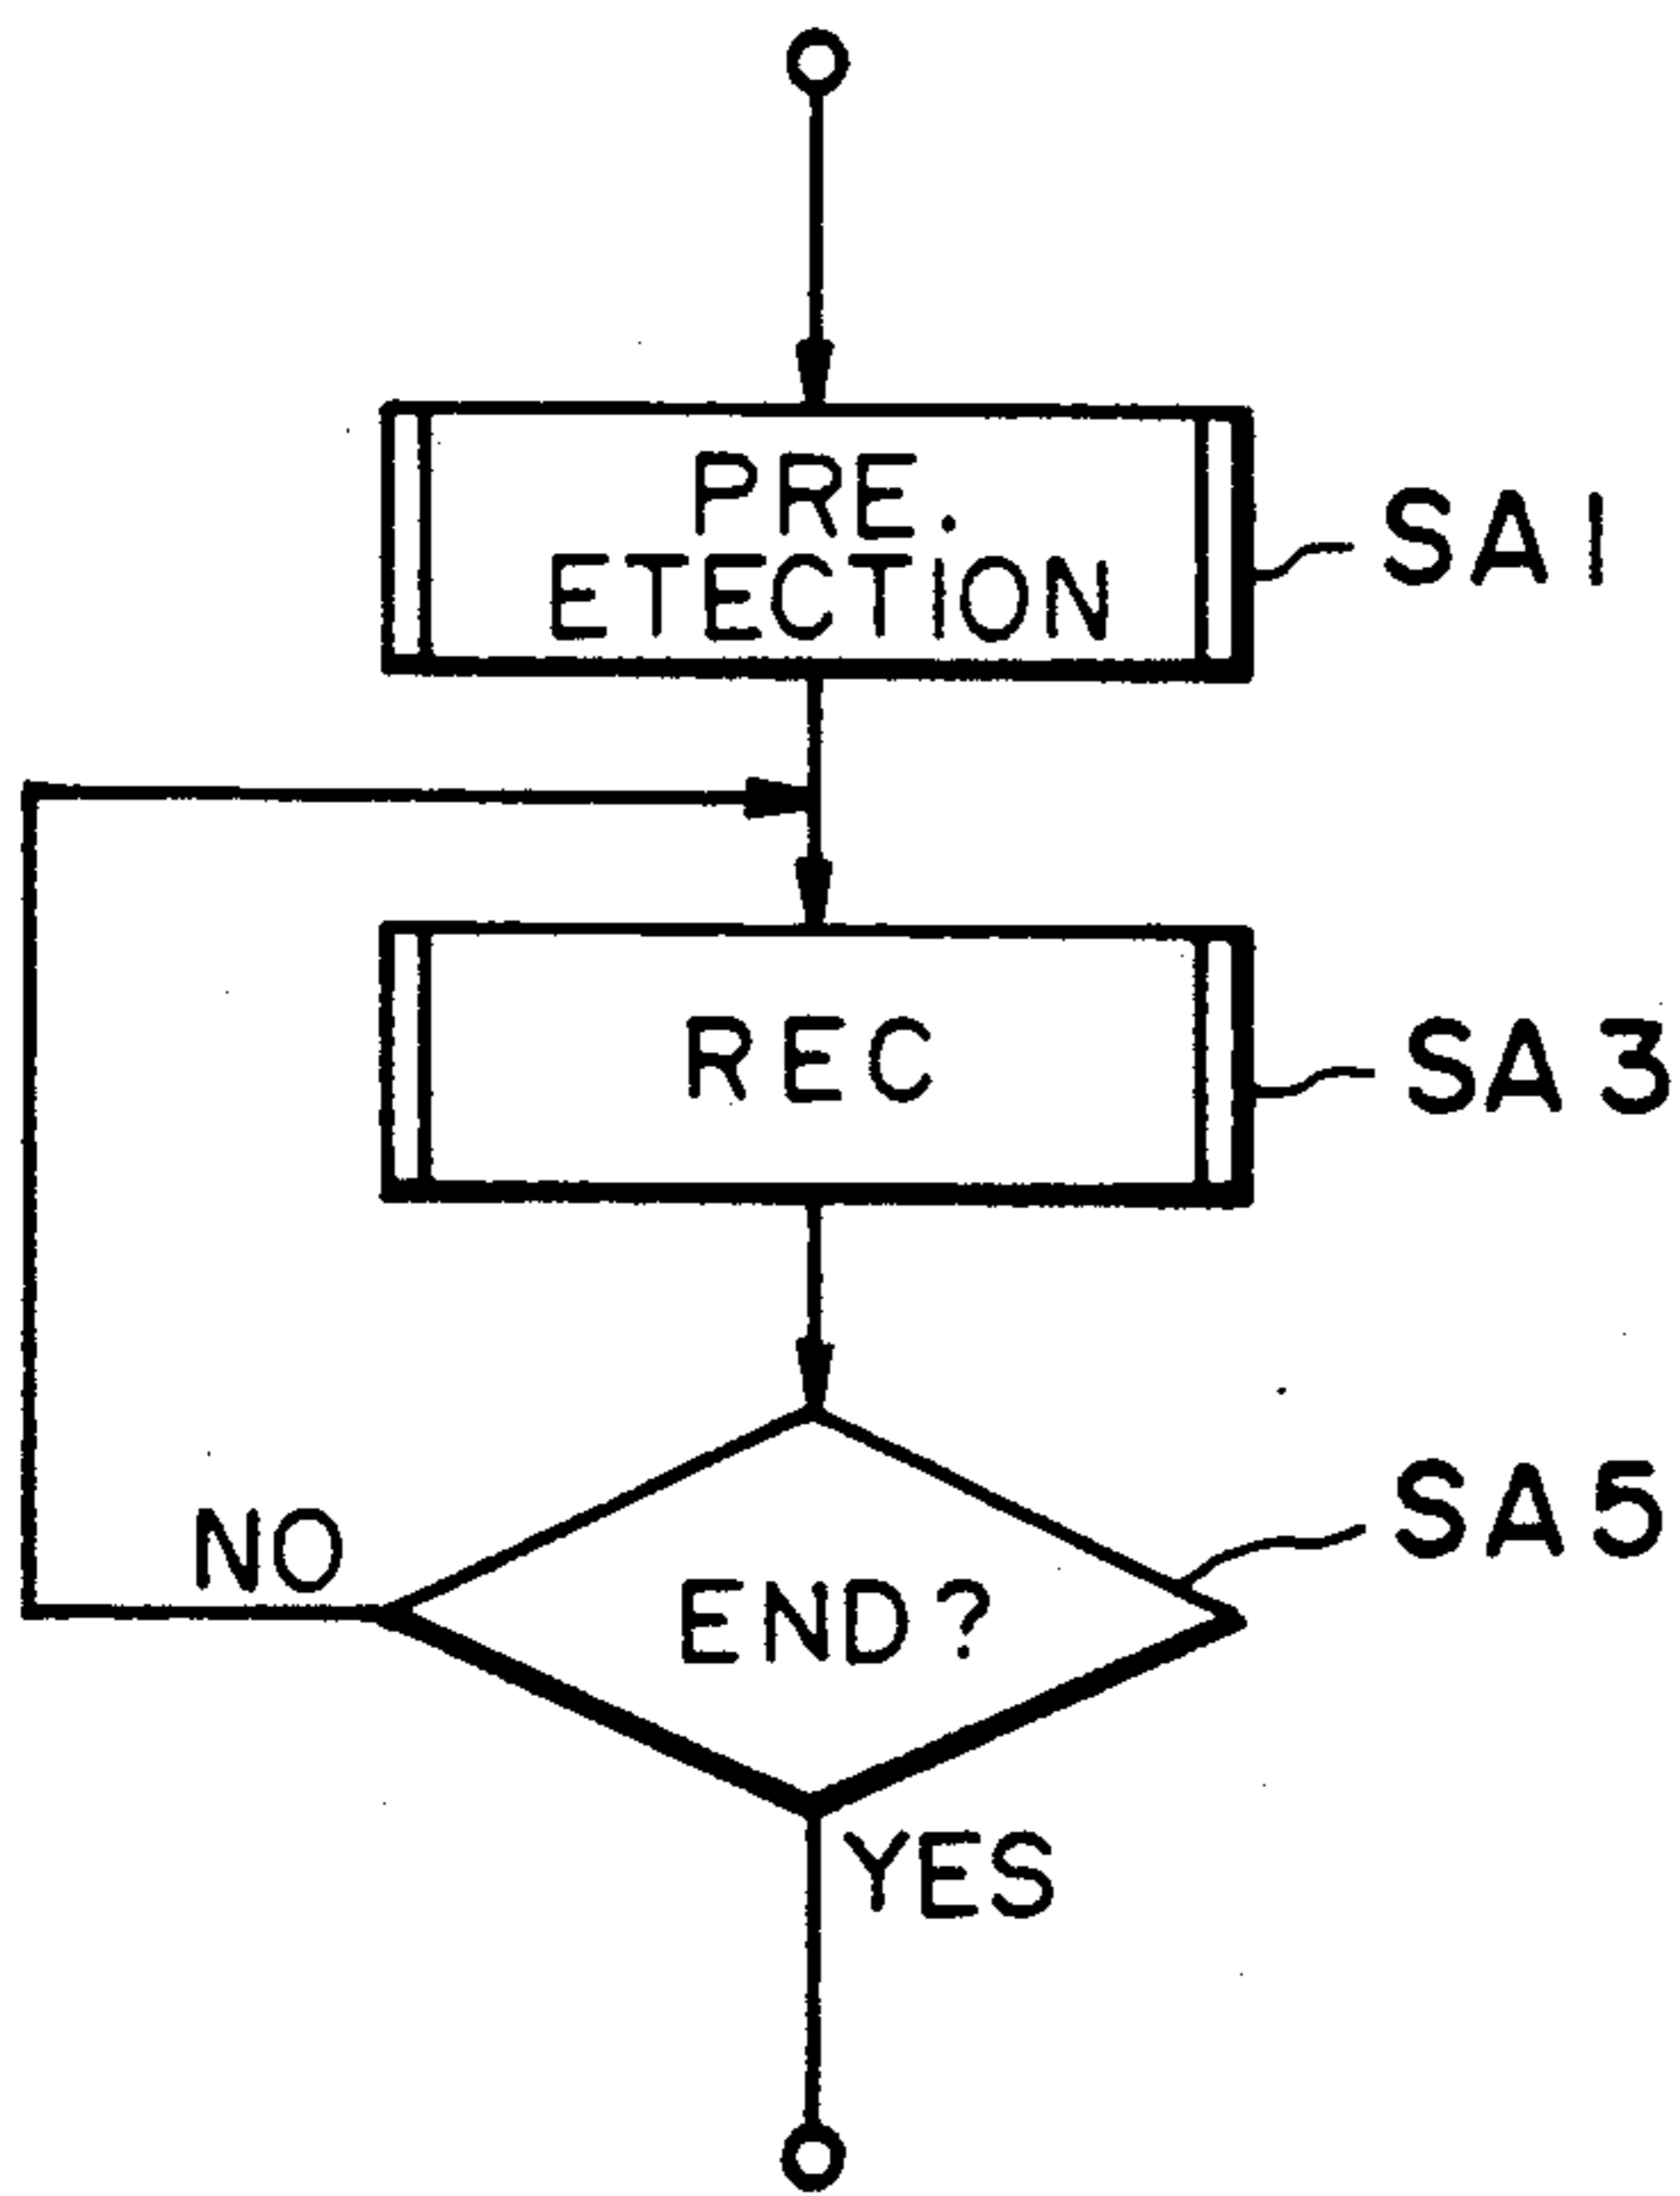 PRE.
ETECTION
SA1
REC
SA3
NO
END?
SA5
YES